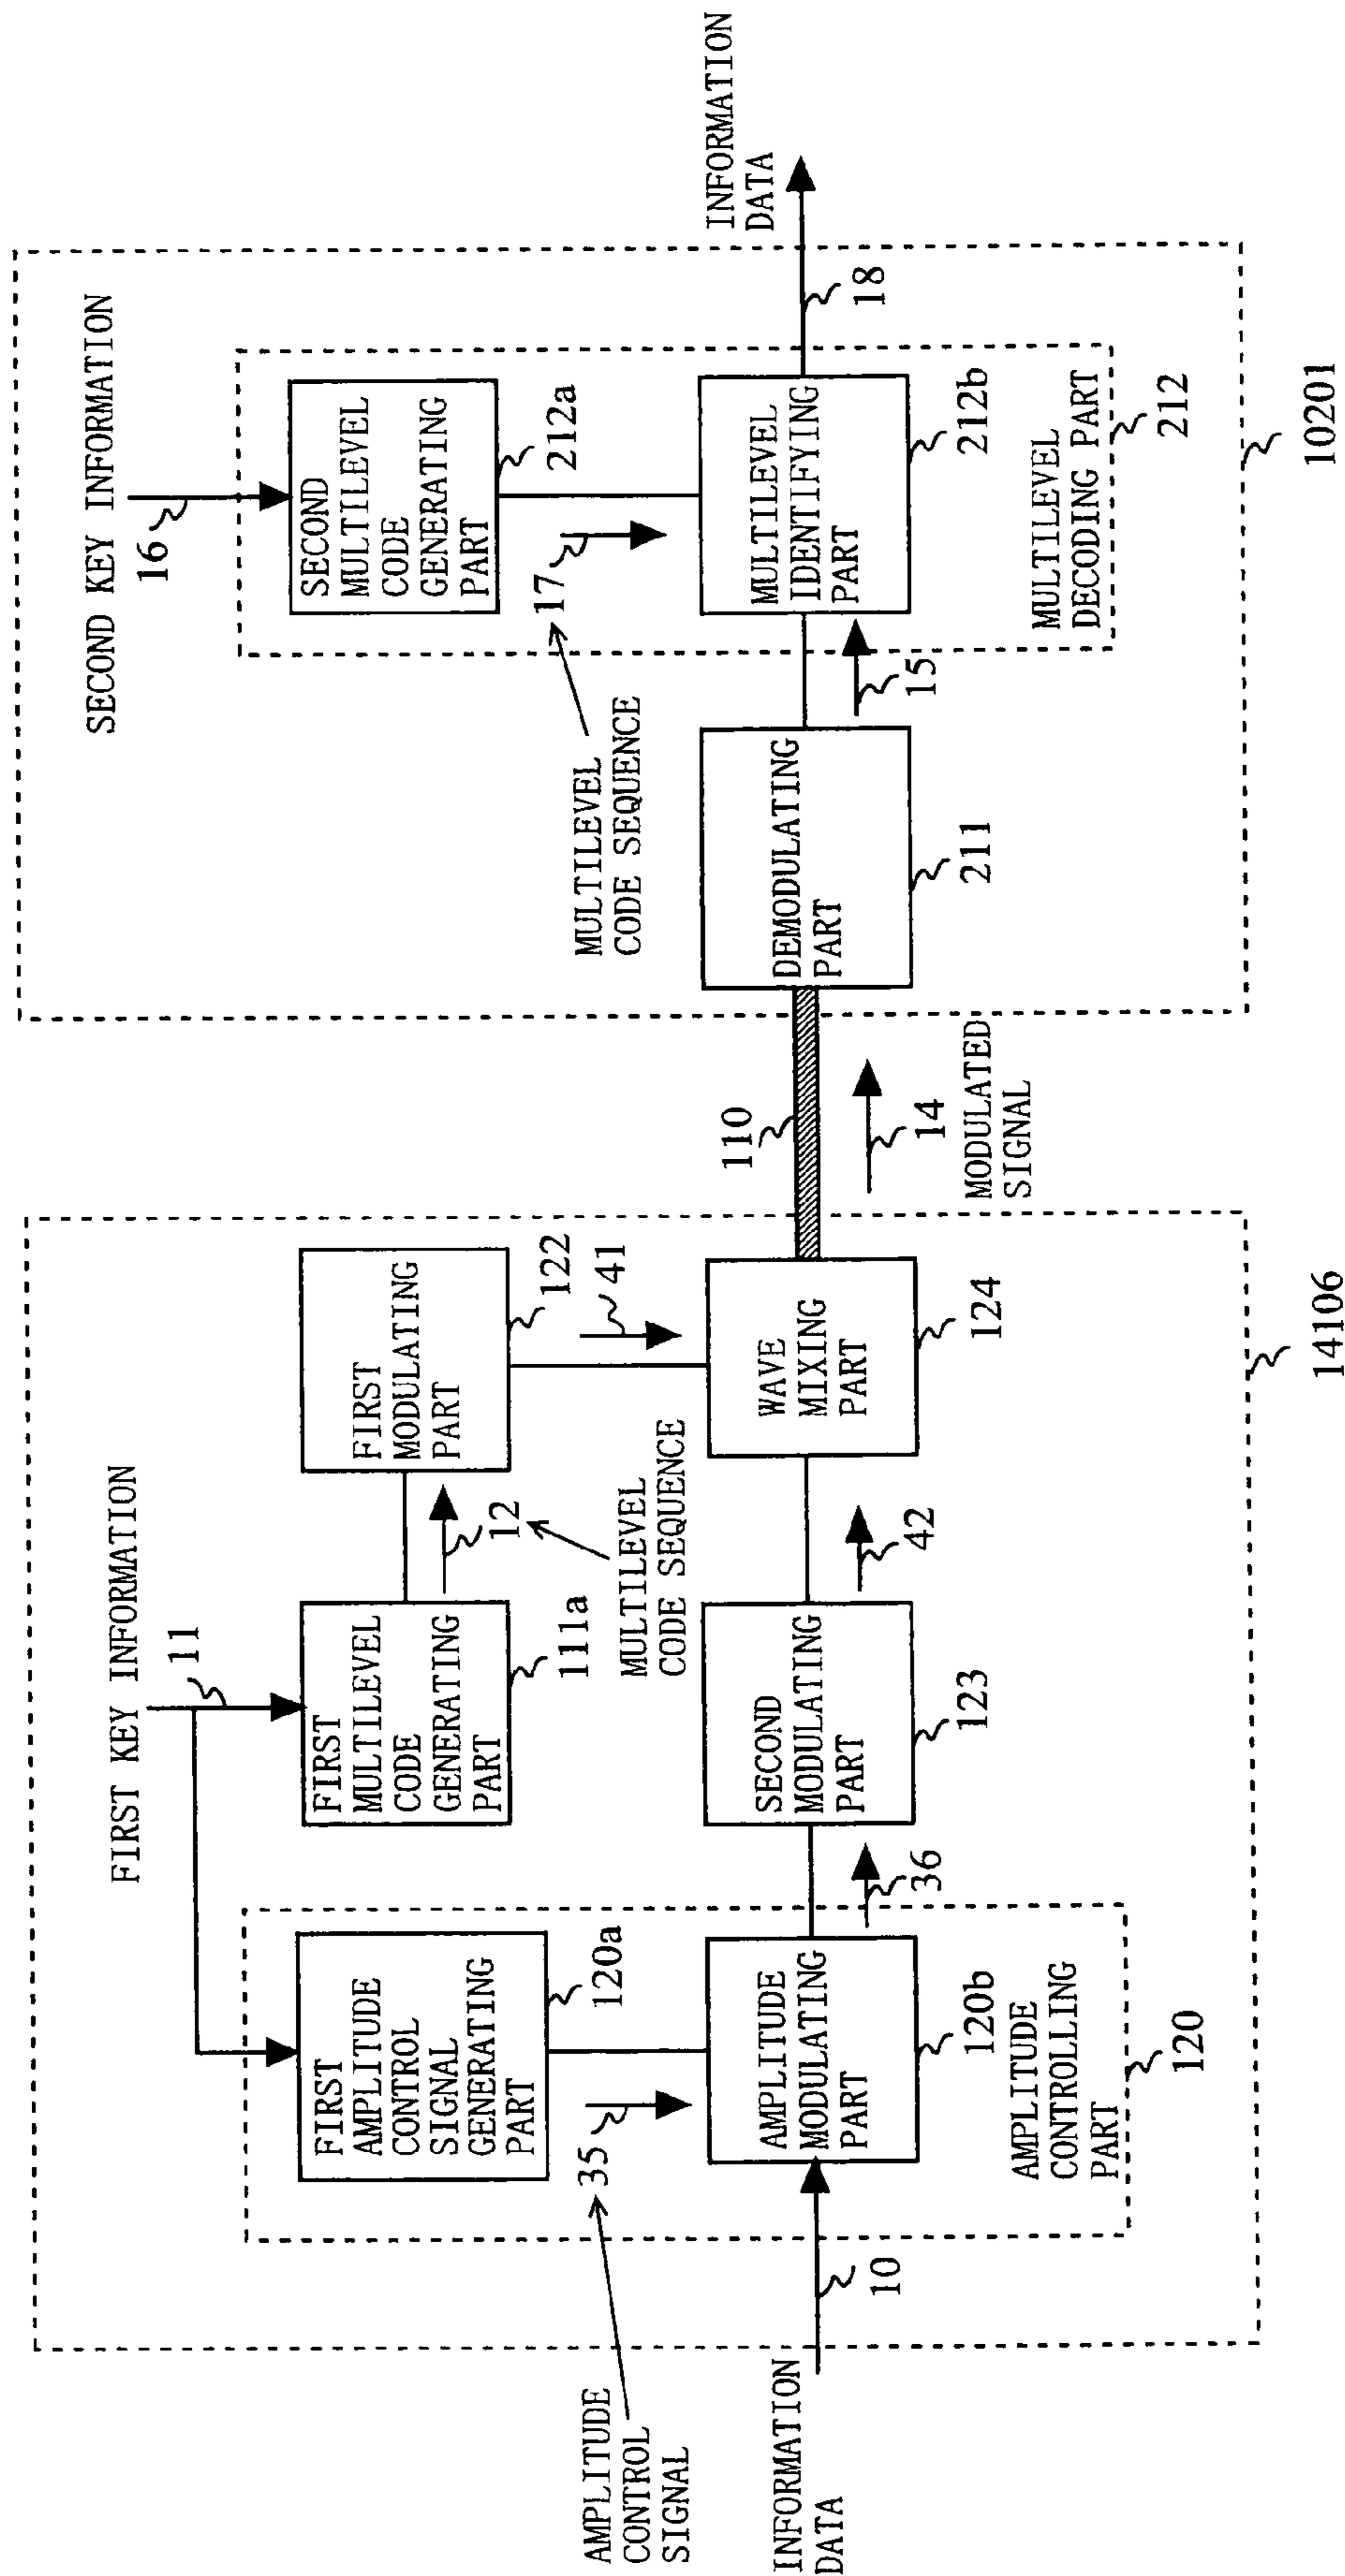 FIRST KEY INFORMATION
11
FIRST
AMPLITUDE
CONTROL
SIGNAL
GENERATING
PART
120a
FIRST
MULTILEVEL
CODE
GENERATING
PART
111a
12
MULTILEVEL
CODE SEQUENCE
FIRST
MODULATING
PART
122
41
AMPLITUDE
CONTROL
SIGNAL
35
INFORMATION
DATA
10
AMPLITUDE
MODULATING
PART
120b
AMPLITUDE
CONTROLLING
PART
120
36
SECOND
MODULATING
PART
123
42
WAVE
MIXING
PART
124
14106
110
14
MODULATED
SIGNAL
SECOND KEY INFORMATION
16
SECOND
MULTILEVEL
CODE
GENERATING
PART
212a
17
MULTILEVEL
CODE SEQUENCE
DEMODULATING
PART
211
15
MULTILEVEL
IDENTIFYING
PART
212b
MULTILEVEL
DECODING PART
212
18
INFORMATION
DATA
10201